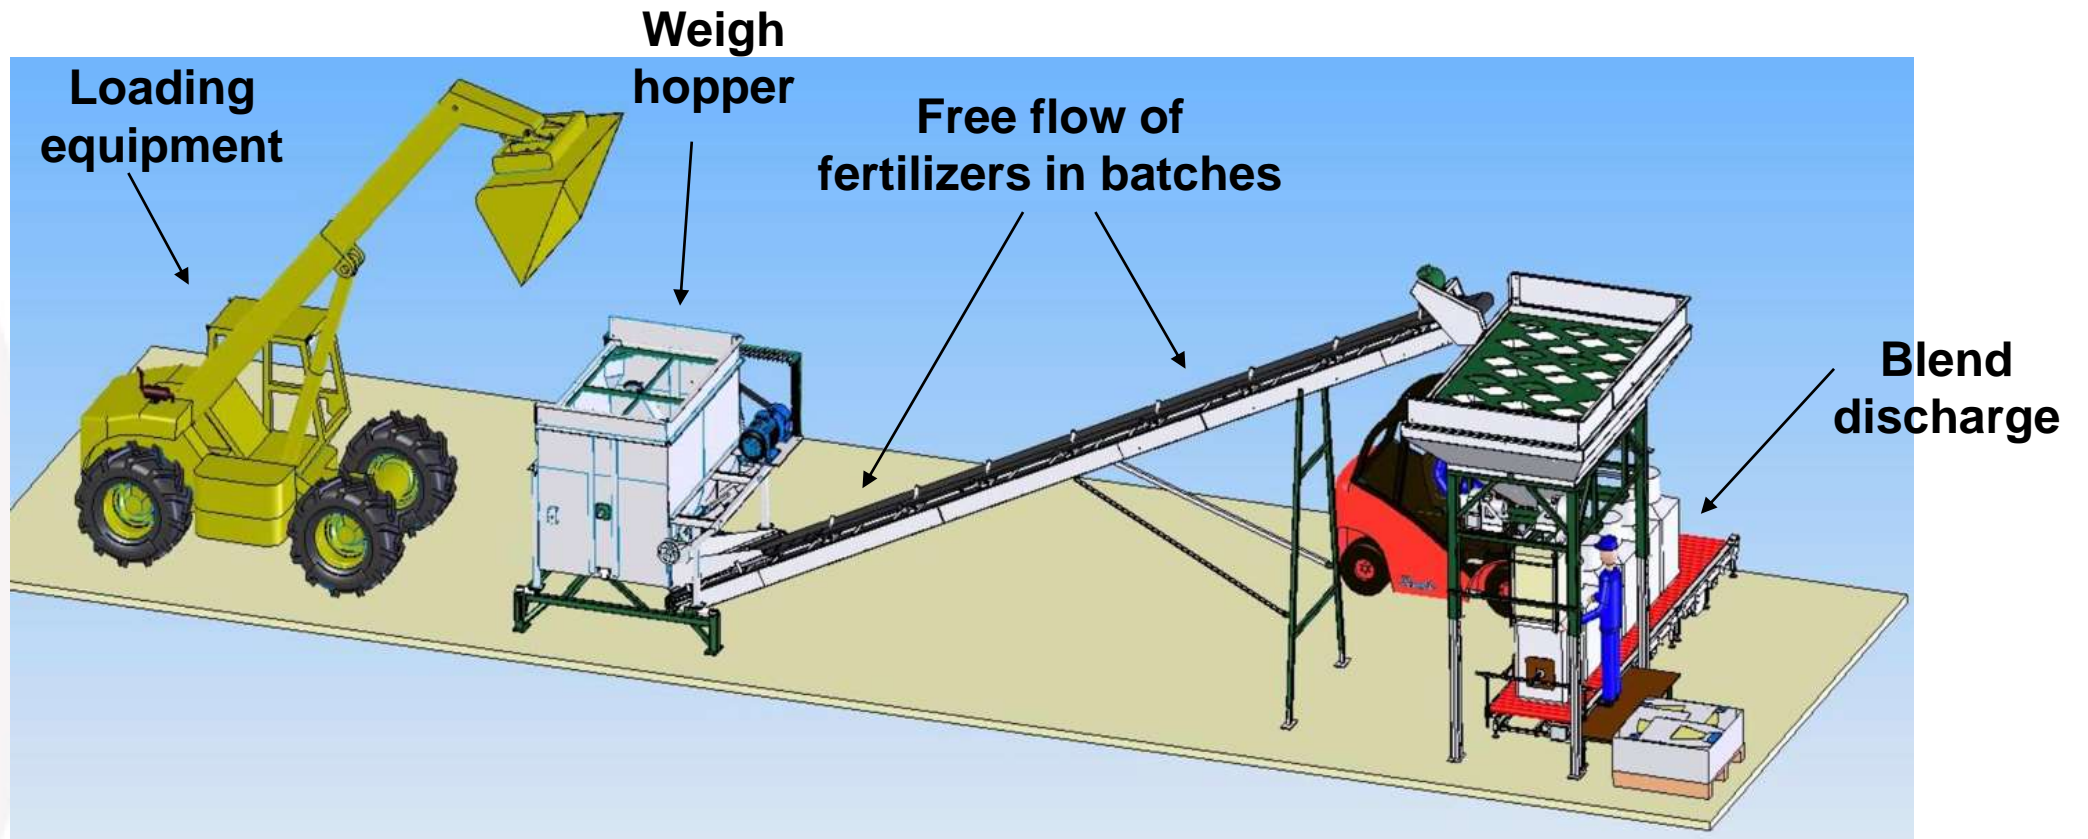 Weigh
hopper
Loading
equipment
Free flow of
fertilizers in batches
Blend
discharge